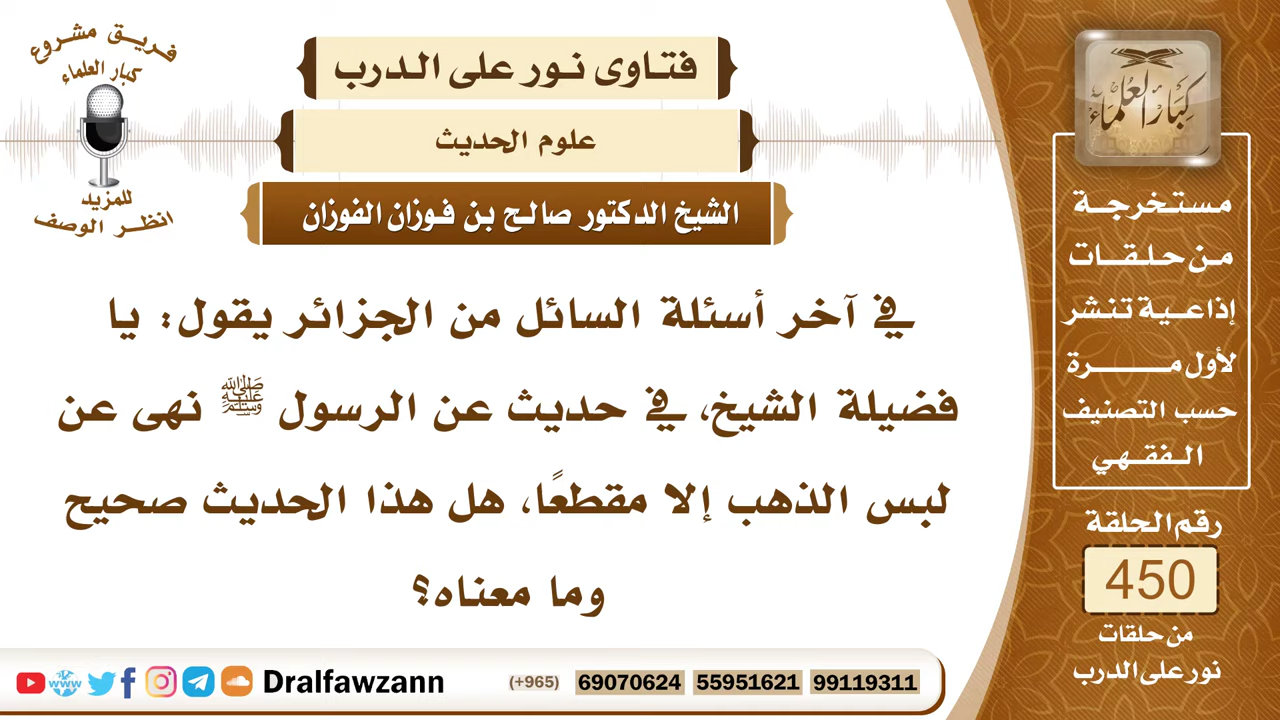 فريق مشروع
كبار العلماء
للمزيد
انظر الوصف
فتاوى نور على الدرب
علوم الحديث
الشيخ الدكتور صالح بن فوزان الفوزان
في آخر أسئلة السائل من الجزائر يقول: يا
فضيلة الشيخ، في حديث عن الرسول ﷺ نهى عن
لبس الذهب إلا مقطعًا، هل هذا الحديث صحيح
وما معناه؟
كبار العلماء
مستخرجة
من حلقات
إذاعية تنشر
لأول مرة
حسب التصنيف
الفقهي
رقم الحلقة
450
من حلقات
نور على الدرب
www
Dralfawzann
(+965) 69070624 55951621 99119311